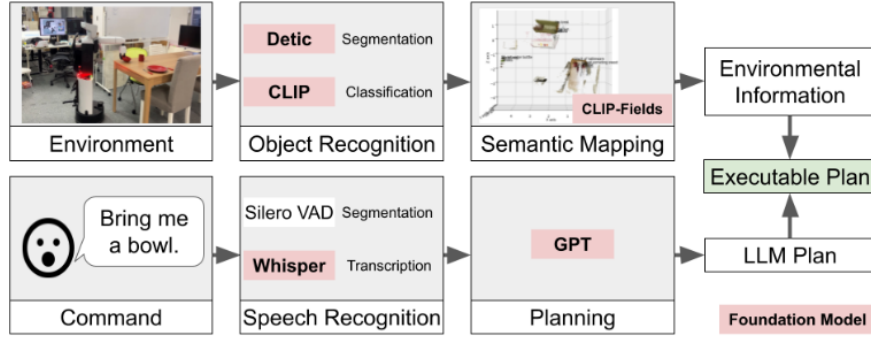 Detic Segmentation
CLIP Classification
CLIP-Fields
Environment
Object Recognition
Semantic Mapping
Environmental
Information
Executable Plan
Bring me
a bowl.
Silero VAD Segmentation
Whisper Transcription
GPT
LLM Plan
Command
Speech Recognition
Planning
Foundation Model